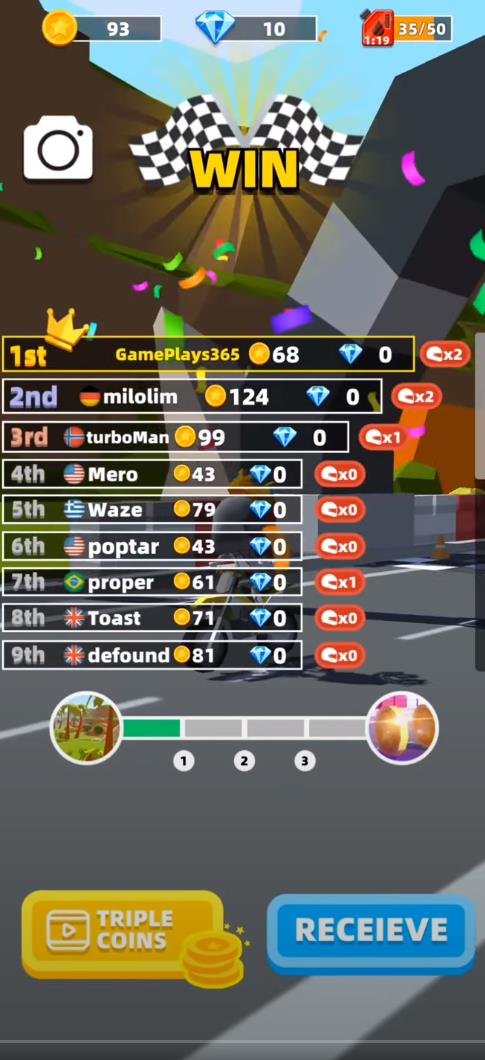 93 10 35/50
1:19
WIN
1st GamePlays365 68 0 x2
2nd milolim 124 0 x2
3rd turboMan 99 0 x1
4th Mero 43 0 x0
5th Waze 79 0 x0
6th poptar 43 0 x0
7th proper 61 0 x1
8th Toast 71 0 x0
9th defound 81 0 x0
1 2 3
TRIPLE
COINS
RECEIEVE